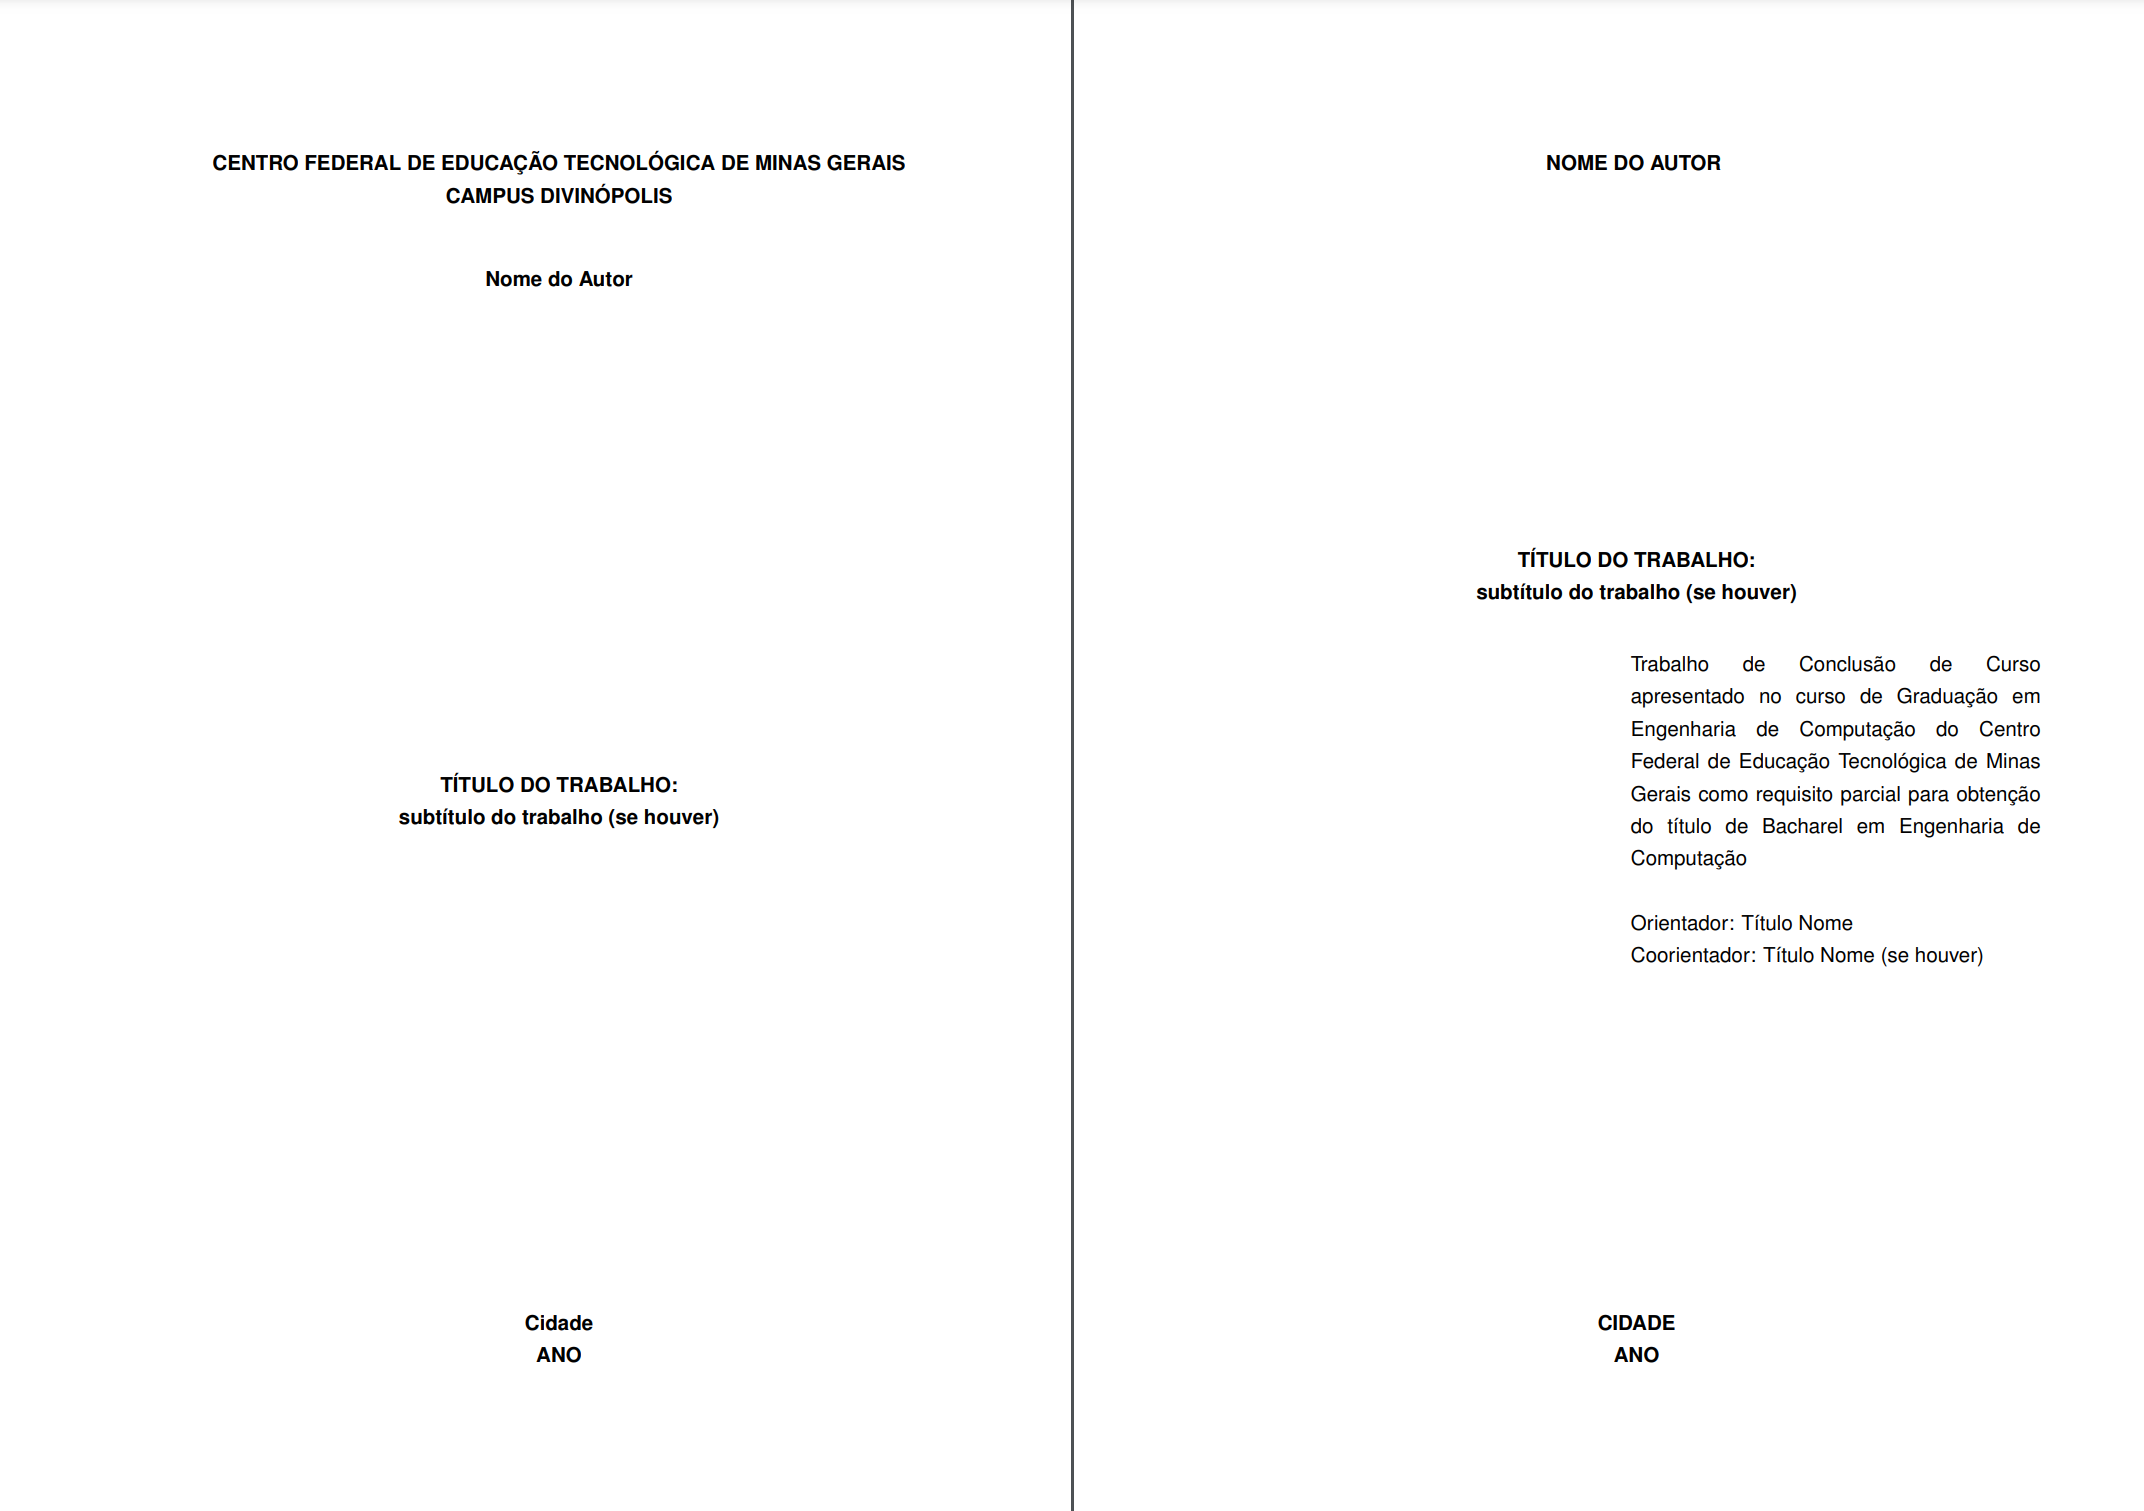 CENTRO FEDERAL DE EDUCAÇÃO TECNOLÓGICA DE MINAS GERAIS
CAMPUS DIVINÓPOLIS
Nome do Autor
TÍTULO DO TRABALHO:
subtítulo do trabalho (se houver)
Cidade
ANO
NOME DO AUTOR
TÍTULO DO TRABALHO:
subtítulo do trabalho (se houver)
Trabalho de Conclusão de Curso
apresentado no curso de Graduação em
Engenharia de Computação do Centro
Federal de Educação Tecnológica de Minas
Gerais como requisito parcial para obtenção
do título de Bacharel em Engenharia de
Computação
Orientador: Título Nome
Coorientador: Título Nome (se houver)
CIDADE
ANO